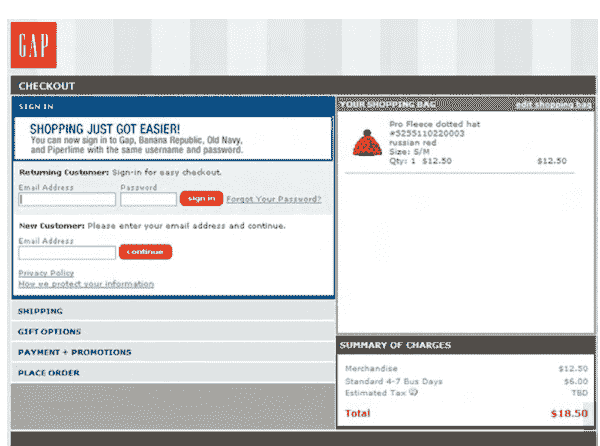 GAP
CHECKOUT
SIGN IN
SHOPPING JUST GOT EASIER!
You can now sign in to Gap, Banana Republic, Old Navy,
and Piperlime with the same username and password.
Returning Customer: Sign-in for easy checkout.
Email Address Password
sign in Forgot Your Password?
New Customer: Please enter your email address and continue.
Email Address
continue
Privacy Policy
How we protect your information
SHIPPING
GIFT OPTIONS
PAYMENT + PROMOTIONS
PLACE ORDER
YOUR SHOPPING BAG edit shopping bag
Pro Fleece dotted hat
#5255110220003
russian red
Size: S/M
Qty: 1 $12.50 $12.50
SUMMARY OF CHARGES
Merchandise $12.50
Standard 4-7 Bus Days $6.00
Estimated Tax TBD
Total $18.50